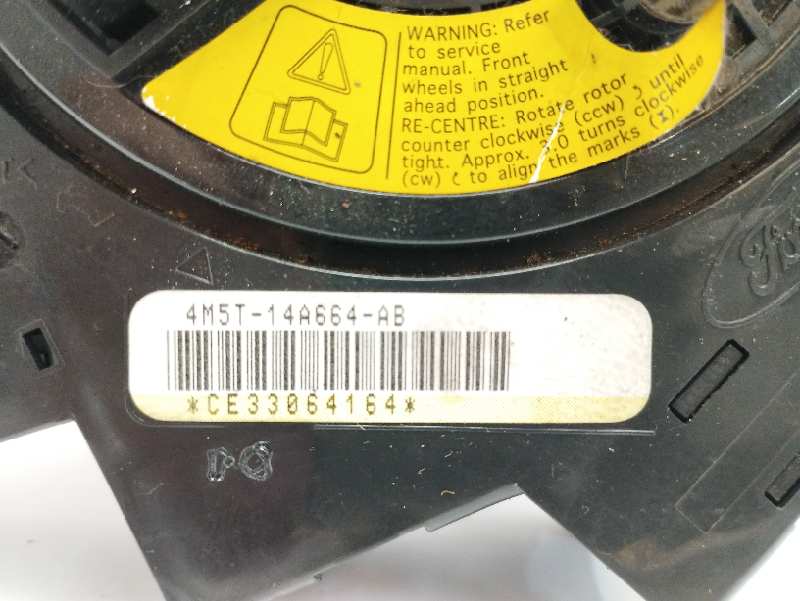 WARNING: Refer
to service
manual. Front
wheels in straight
ahead position.
RE-CENTRE: Rotate rotor
counter clockwise (ccw) until
tight. Approx. 3.0 turns clockwise
(cw) to align the marks (x).
Ford
4M5T-14A664-AB
*CE33064164*